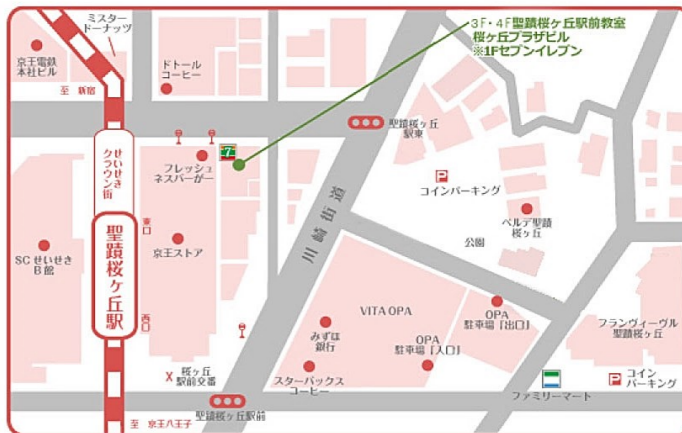 ミスター
ドーナッツ
京王電鉄
本社ビル
ドトール
コーヒー
3F・4F聖蹟桜ヶ丘駅前教室
桜ヶ丘プラザビル
※1Fセブンイレブン
至 新宿
聖蹟桜ヶ丘
駅東
せいせき
クラウン街
フレッシュ
ネスバーガー
P
コインパーキング
川崎街道
ベルデ聖蹟
桜ヶ丘
公園
東口
京王ストア
SC せいせき
B館
聖蹟桜ヶ丘駅
西口
VITA OPA
OPA
駐車場「出口」
みずほ
銀行
OPA
駐車場「入口」
フランヴィーヴル
聖蹟桜ヶ丘
X 桜ヶ丘
駅前交番
スターバックス
コーヒー
P コイン
パーキング
ファミリーマート
聖蹟桜ヶ丘駅前
至 京王八王子